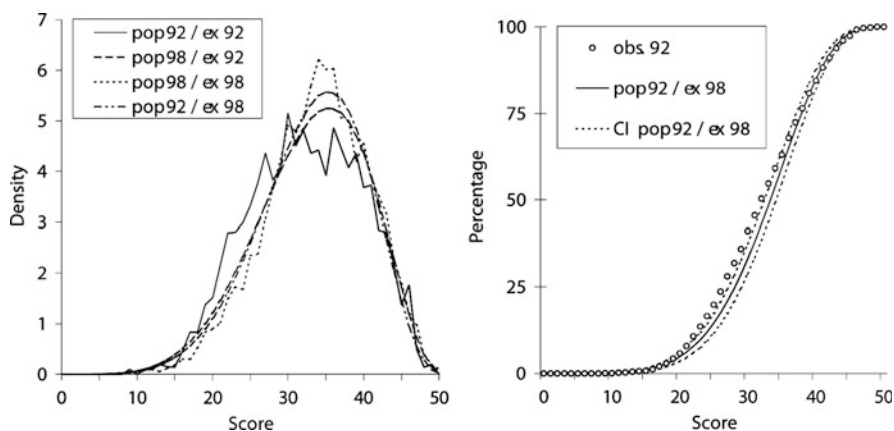 7
6
5
4
3
2
1
0
Density
pop92 / ex 92
pop98 / ex 92
pop98 / ex 98
pop92 / ex 98
0 10 20 30 40 50
Score
100
75
50
25
0
Percentage
obs. 92
pop92 / ex 98
CI pop92 / ex 98
0 10 20 30 40 50
Score